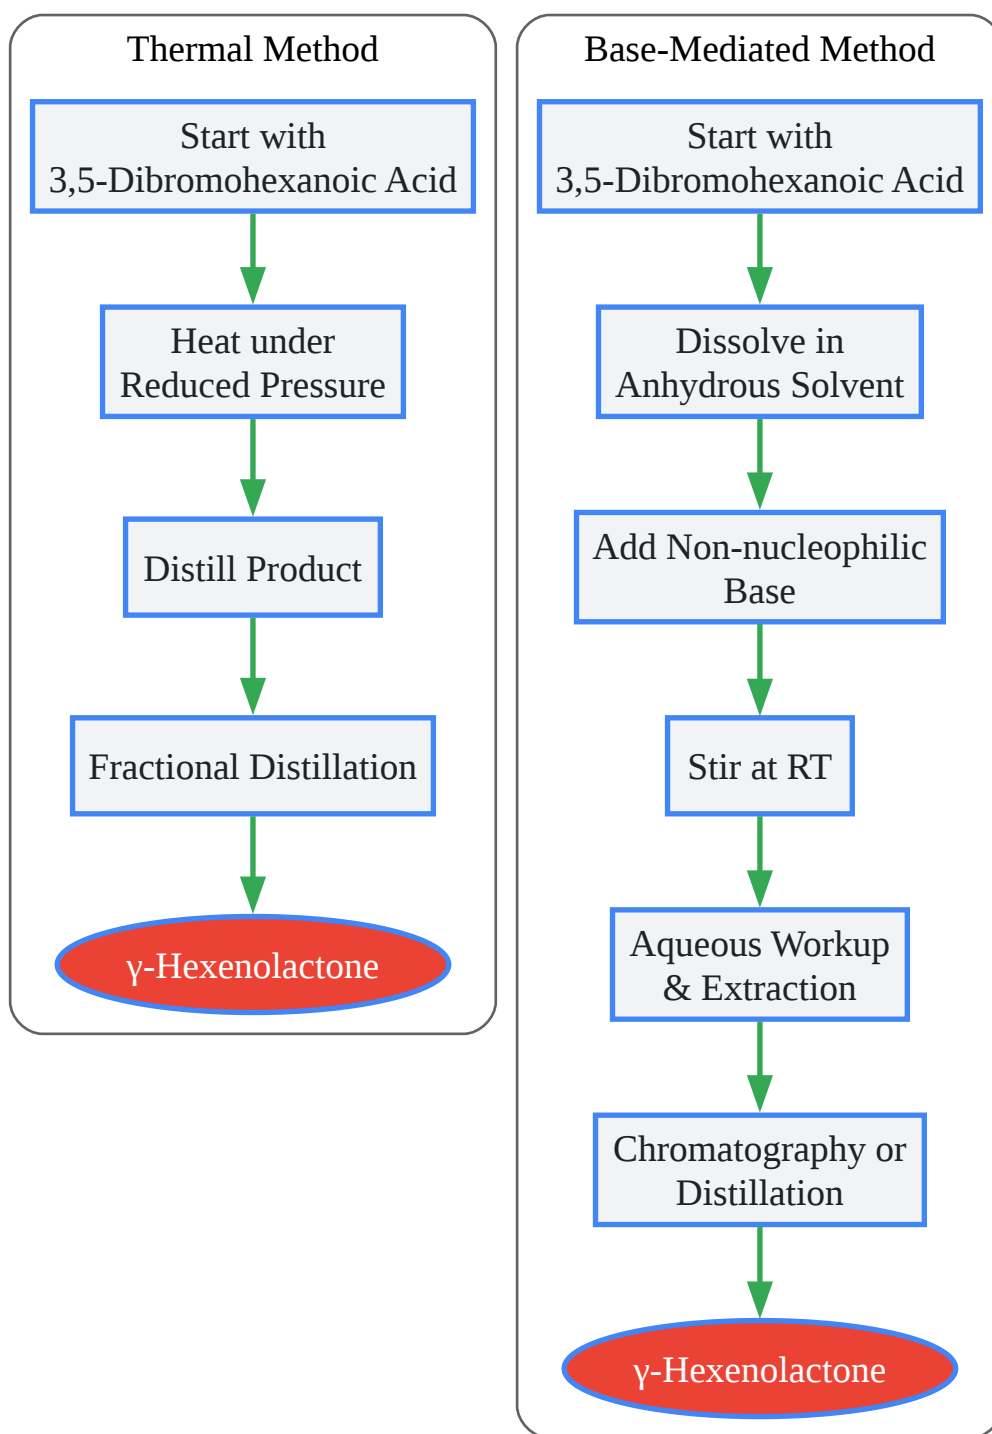 Thermal Method
Start with
3,5-Dibromohexanoic Acid
Heat under
Reduced Pressure
Distill Product
Fractional Distillation
γ-Hexenolactone
Base-Mediated Method
Start with
3,5-Dibromohexanoic Acid
Dissolve in
Anhydrous Solvent
Add Non-nucleophilic
Base
Stir at RT
Aqueous Workup
& Extraction
Chromatography or
Distillation
γ-Hexenolactone